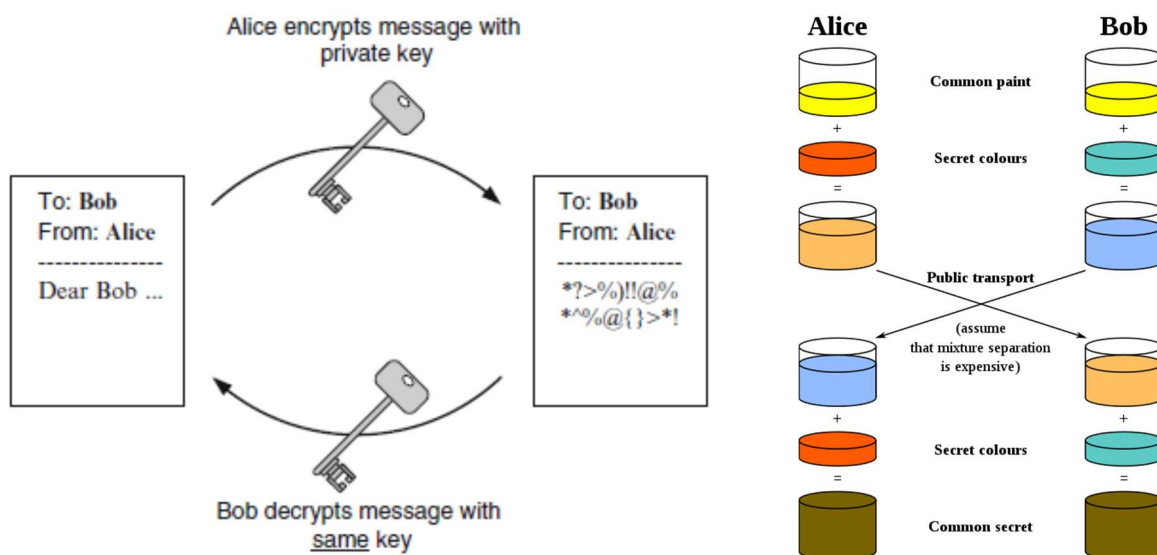 Alice encrypts message with
private key
To: Bob
From: Alice
---------------
Dear Bob ...
To: Bob
From: Alice
---------------
*?>%)!!@%
*^%@{}>*!
Bob decrypts message with
same key
Alice Bob
Common paint
+ +
Secret colours
= =
Public transport
(assume
that mixture separation
is expensive)
+ +
Secret colours
= =
Common secret